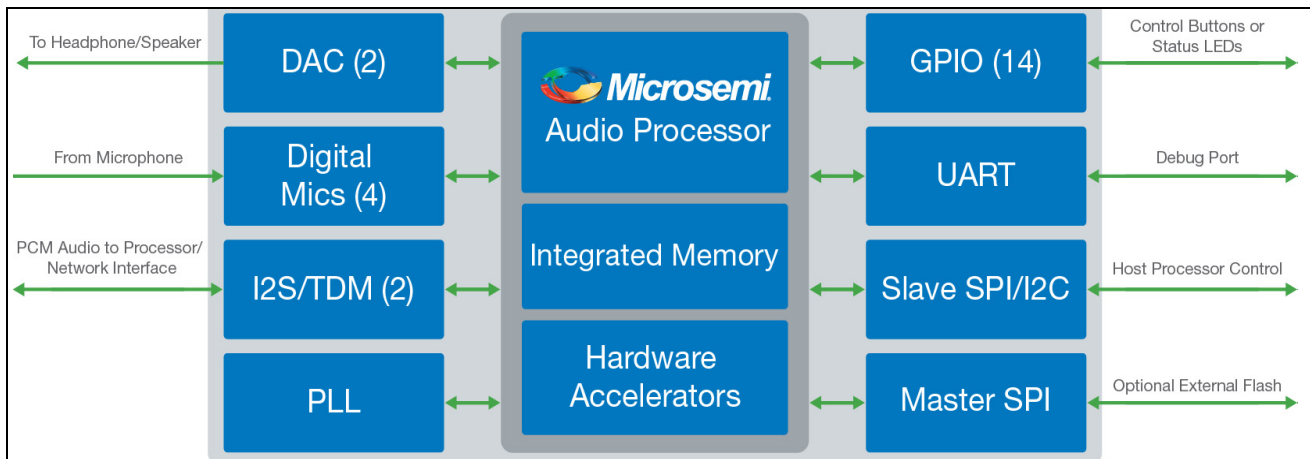 To Headphone/Speaker
DAC (2)
Microsemi.
Audio Processor
GPIO (14)
Control Buttons or
Status LEDs
From Microphone
Digital
Mics (4)
UART
Debug Port
PCM Audio to Processor/
Network Interface
I2S/TDM (2)
Integrated Memory
Slave SPI/I2C
Host Processor Control
PLL
Hardware
Accelerators
Master SPI
Optional External Flash